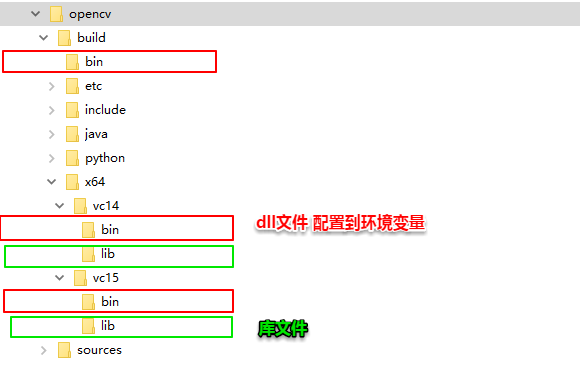 opencv
build
bin
etc
include
java
python
x64
vc14
dll文件 配置到环境变量
bin
lib
vc15
bin
lib
库文件
sources